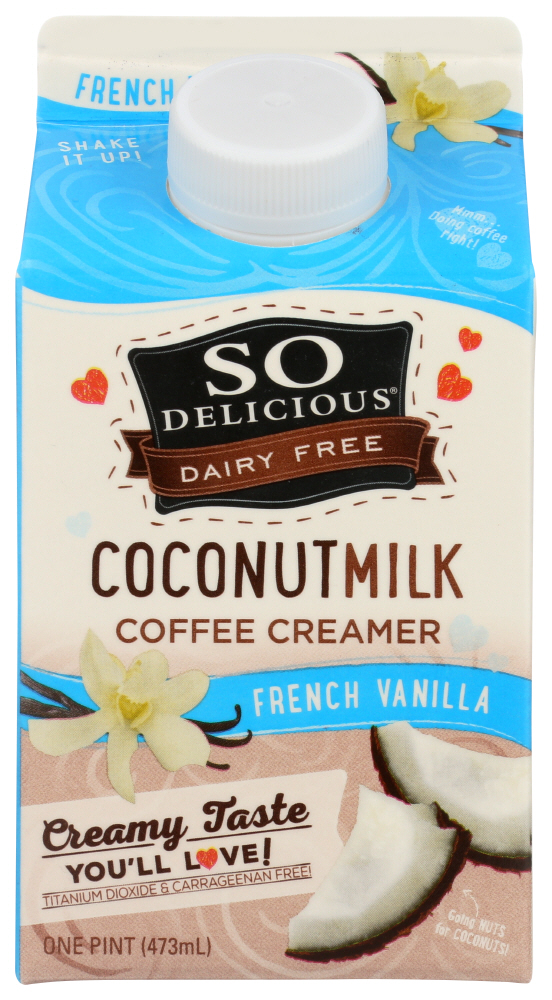 FRENCH
SHAKE
IT UP!
Mmm..
Doing coffee
right!
SO
DELICIOUS®
DAIRY FREE
COCONUTMILK
COFFEE CREAMER
FRENCH VANILLA
Creamy Taste
YOU'LL LOVE!
TITANIUM DIOXIDE & CARRAGEENAN FREE!
ONE PINT (473mL)
Going NUTS
for COCONUTS!